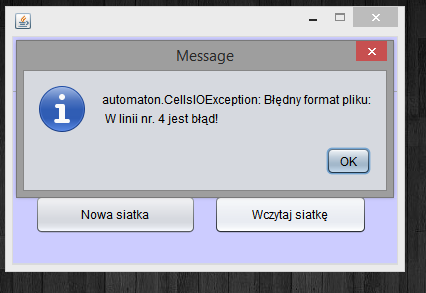 Message
automaton.CellsIOException: Błędny format pliku:
W linii nr. 4 jest błąd!
OK
Nowa siatka
Wczytaj siatkę